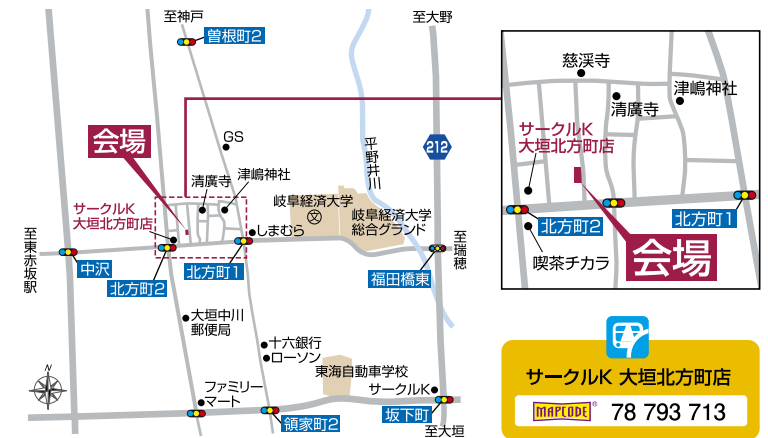 至神戸
曽根町2
至大野
212
平野井川
GS
会場
清廣寺
津嶋神社
サークルK
大垣北方町店
岐阜経済大学
文
岐阜経済大学
総合グランド
しまむら
至東赤坂駅
中沢
北方町2
北方町1
至瑞穂
福田橋東
大垣中川
郵便局
十六銀行
ローソン
東海自動車学校
サークルK
ファミリー
マート
領家町2
坂下町
至大垣
N
慈渓寺
清廣寺
津嶋神社
サークルK
大垣北方町店
北方町2
北方町1
喫茶チカラ
会場
サークルK 大垣北方町店
MAPCODE® 78 793 713